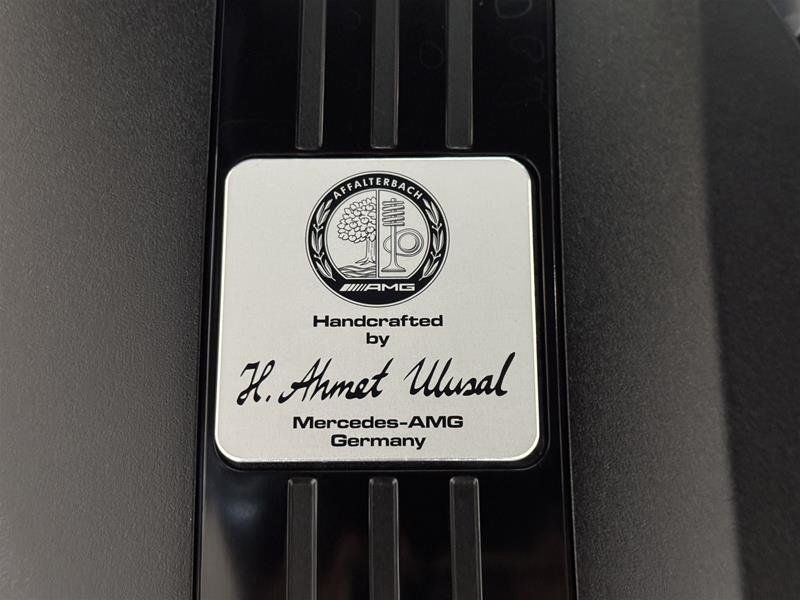 AFFALTERBACH
AMG
Handcrafted
by
H. Ahmet Ulusal
Mercedes-AMG
Germany